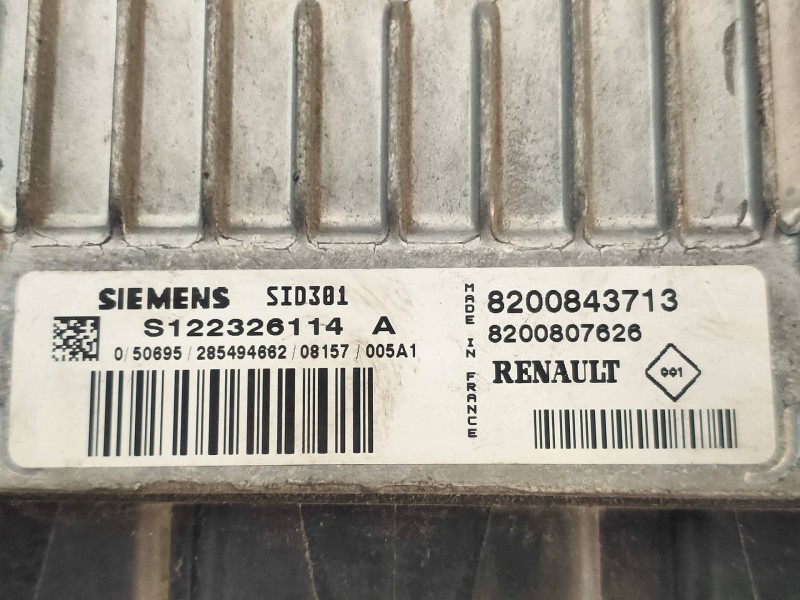 SIEMENS SID301
S122326114 A
0/50695/285494662/08157/005A1
MADE IN FRANCE
8200843713
8200807626
RENAULT
001